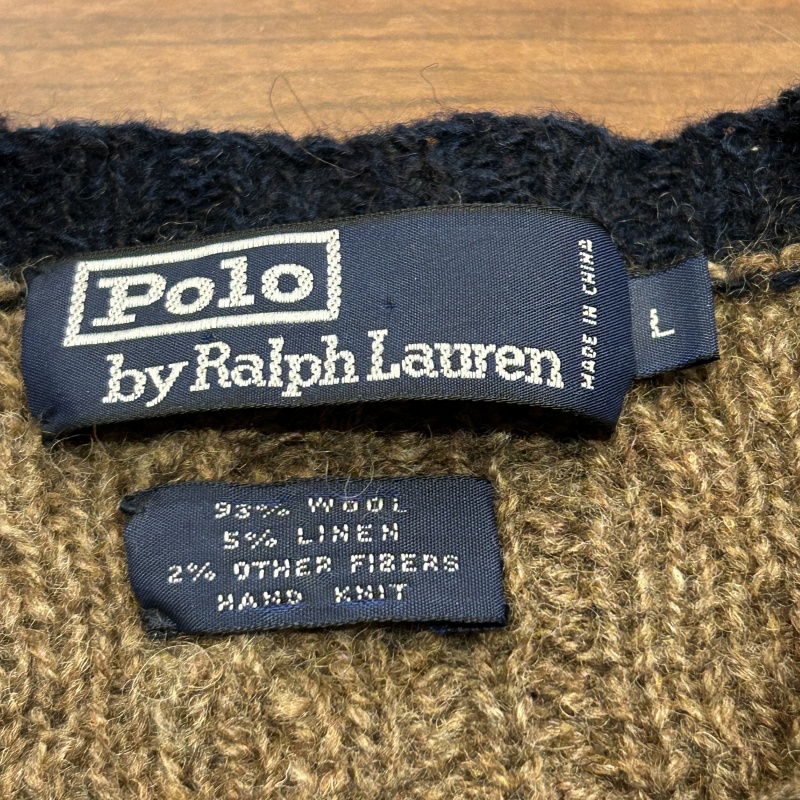 Polo
by Ralph Lauren
MADE IN CHINA
L
93% WOOL
5% LINEN
2% OTHER FIBERS
HAND KNIT